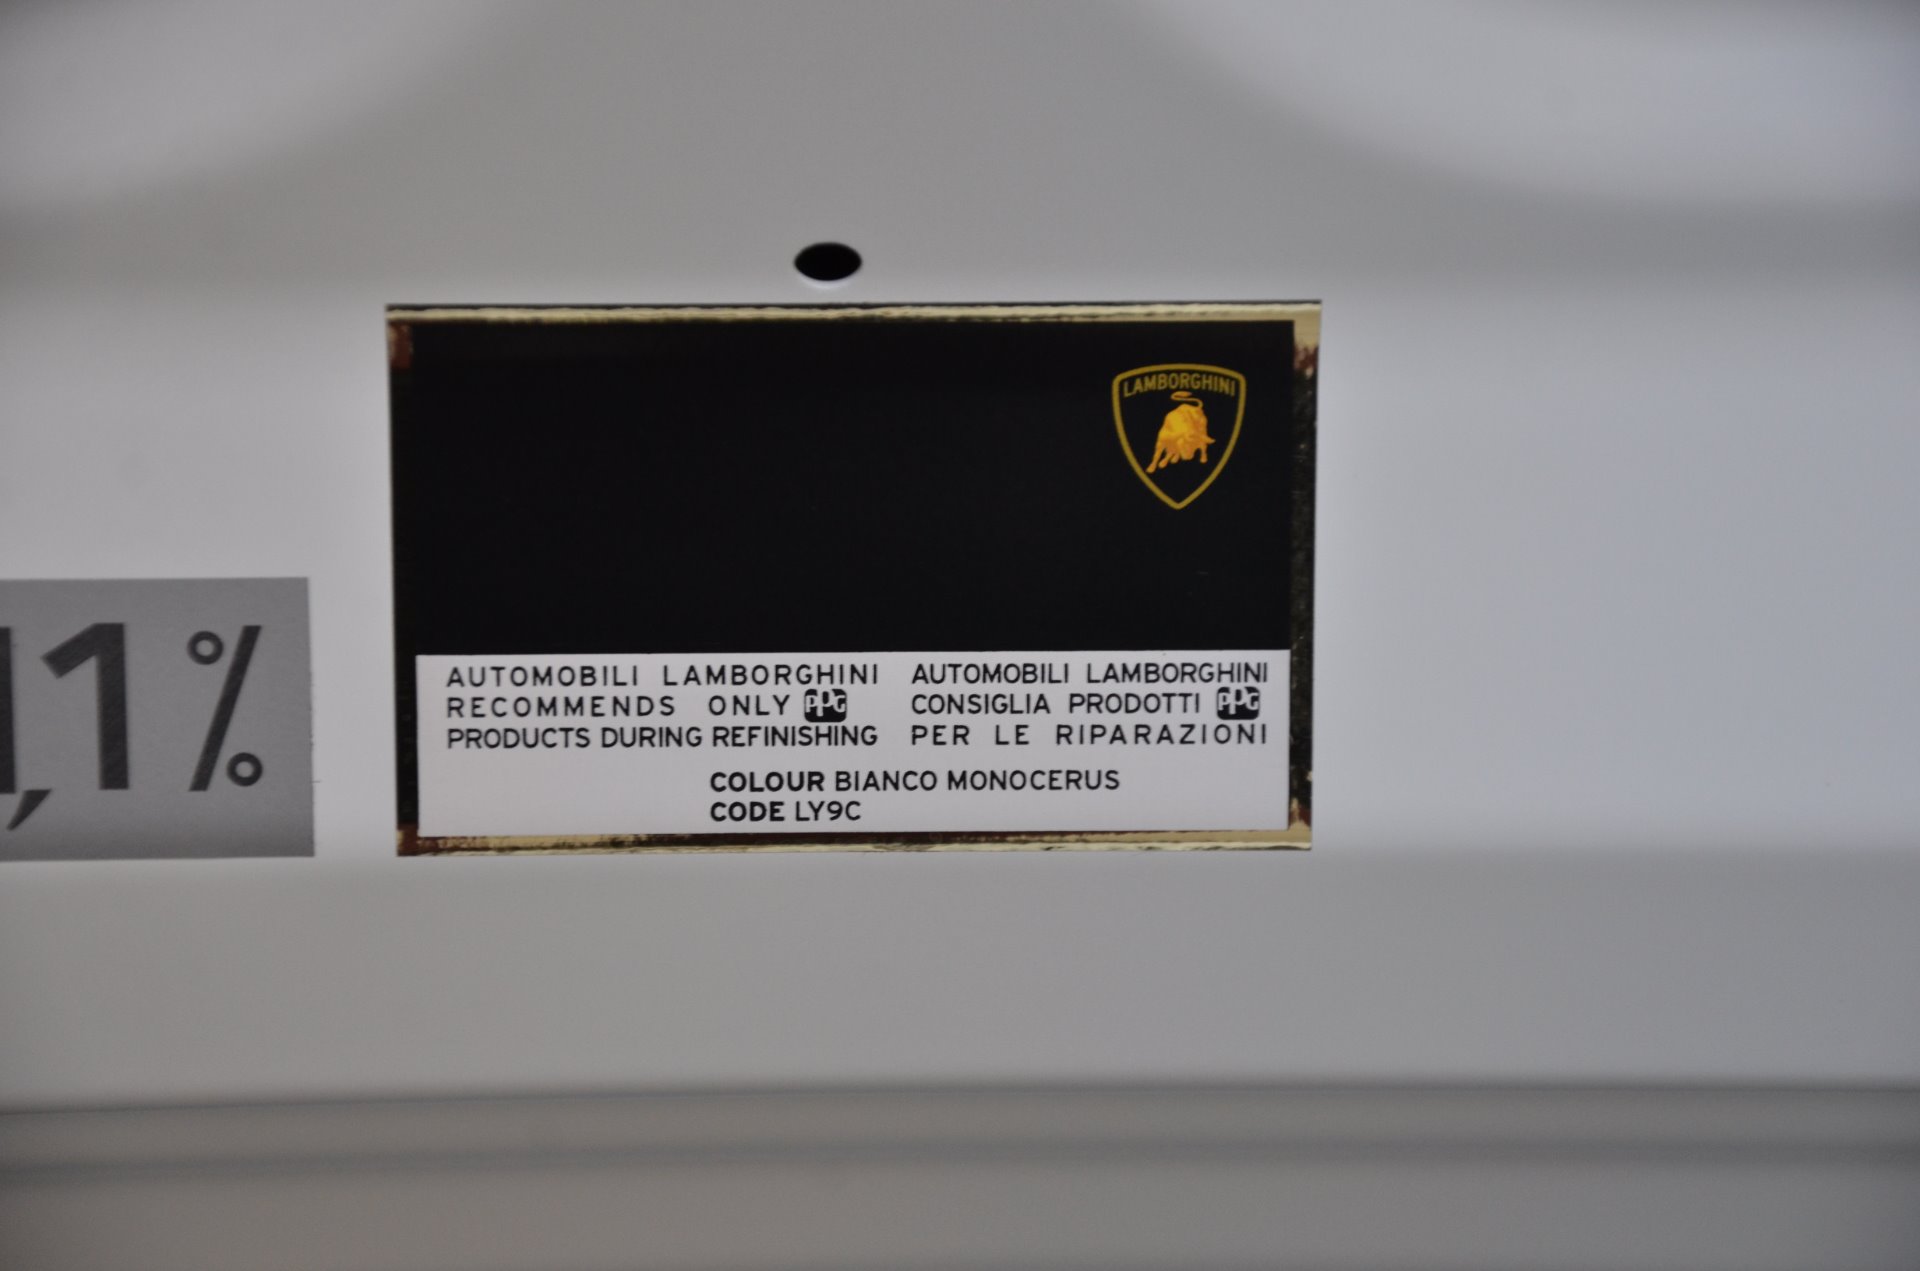 LAMBORGHINI
AUTOMOBILI LAMBORGHINI
RECOMMENDS ONLY PPG
PRODUCTS DURING REFINISHING
AUTOMOBILI LAMBORGHINI
CONSIGLIA PRODOTTI PPG
PER LE RIPARAZIONI
COLOUR BIANCO MONOCERUS
CODE LY9C
,1 %